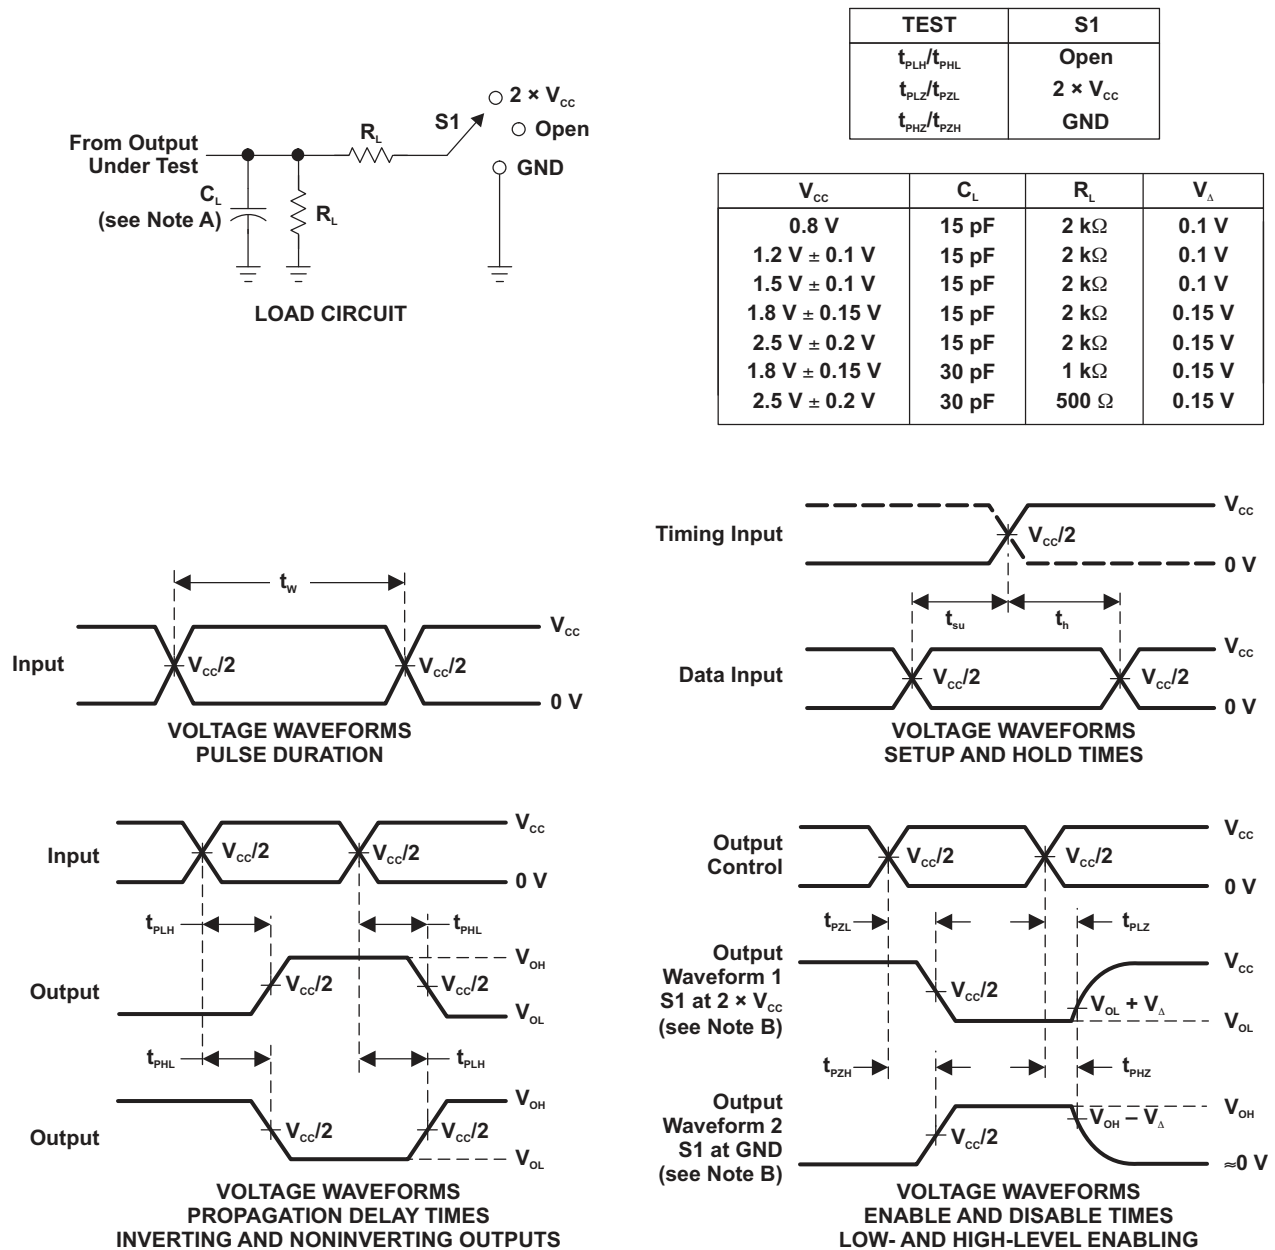 TEST S1
tPLH/tPHL Open
tPLZ/tPZL 2 × VCC
tPHZ/tPZH GND
From Output
Under Test
CL
(see Note A)
RL
RL
S1
2 × VCC
Open
GND
LOAD CIRCUIT
VCC CL RL VΔ
0.8 V 15 pF 2 kΩ 0.1 V
1.2 V ± 0.1 V 15 pF 2 kΩ 0.1 V
1.5 V ± 0.1 V 15 pF 2 kΩ 0.1 V
1.8 V ± 0.15 V 15 pF 2 kΩ 0.15 V
2.5 V ± 0.2 V 15 pF 2 kΩ 0.15 V
1.8 V ± 0.15 V 30 pF 1 kΩ 0.15 V
2.5 V ± 0.2 V 30 pF 500 Ω 0.15 V
tW
Input
VCC/2
VCC/2
VCC
0 V
VOLTAGE WAVEFORMS
PULSE DURATION
Timing Input
VCC/2
VCC
0 V
tsu
th
Data Input
VCC/2
VCC/2
VCC
0 V
VOLTAGE WAVEFORMS
SETUP AND HOLD TIMES
Input
VCC/2
VCC/2
VCC
0 V
tPLH
tPHL
Output
VCC/2
VCC/2
VOH
VOL
tPHL
tPLH
Output
VCC/2
VCC/2
VOH
VOL
VOLTAGE WAVEFORMS
PROPAGATION DELAY TIMES
INVERTING AND NONINVERTING OUTPUTS
Output
Control
VCC/2
VCC/2
VCC
0 V
tPZL
tPLZ
Output
Waveform 1
S1 at 2 × VCC
(see Note B)
VCC/2
VOL + VΔ
VCC
VOL
tPZH
tPHZ
Output
Waveform 2
S1 at GND
(see Note B)
VCC/2
VOH − VΔ
VOH
≈0 V
VOLTAGE WAVEFORMS
ENABLE AND DISABLE TIMES
LOW- AND HIGH-LEVEL ENABLING